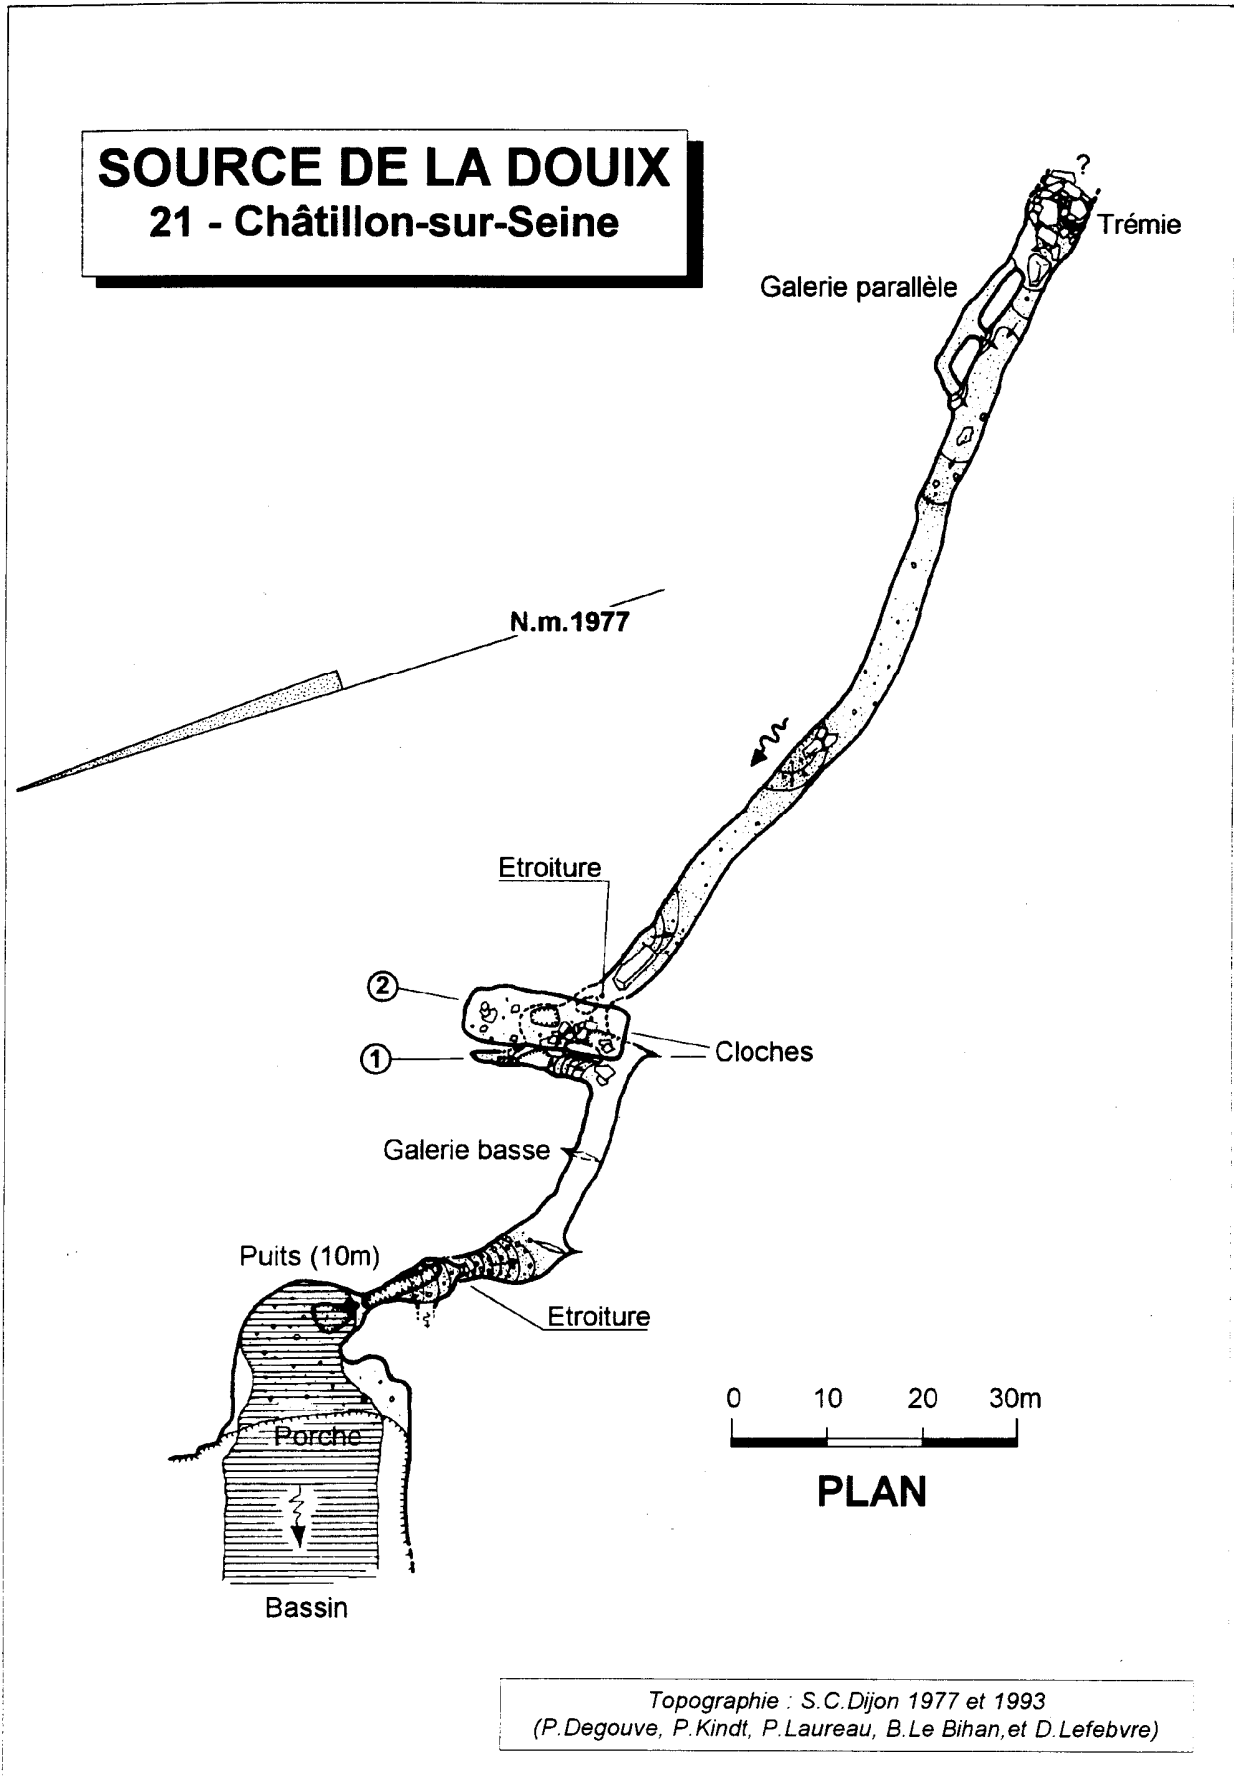 SOURCE DE LA DOUIX
21 - Châtillon-sur-Seine
?
Trémie
Galerie parallèle
N.m.1977
Etroiture
2
1
Cloches
Galerie basse
Puits (10m)
Etroiture
Porche
Bassin
0 10 20 30m
PLAN
Topographie : S.C.Dijon 1977 et 1993
(P.Degouve, P.Kindt, P.Laureau, B.Le Bihan,et D.Lefebvre)